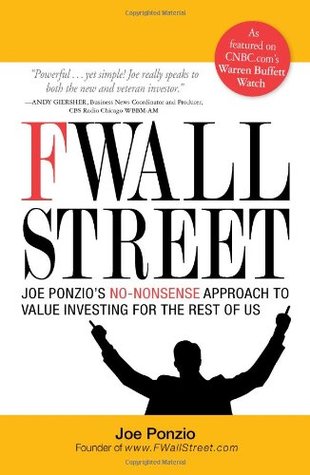 As
featured on
CNBC.com's
Warren Buffett
Watch
"Powerful . . . yet simple! Joe really speaks to
both the new and veteran investor."
—ANDY GIERSHER, Business News Coordinator and Producer,
CBS Radio Chicago WBBM-AM
F WALL
STREET
JOE PONZIO'S NO-NONSENSE APPROACH TO
VALUE INVESTING FOR THE REST OF US
Joe Ponzio
Founder of www.FWallStreet.com